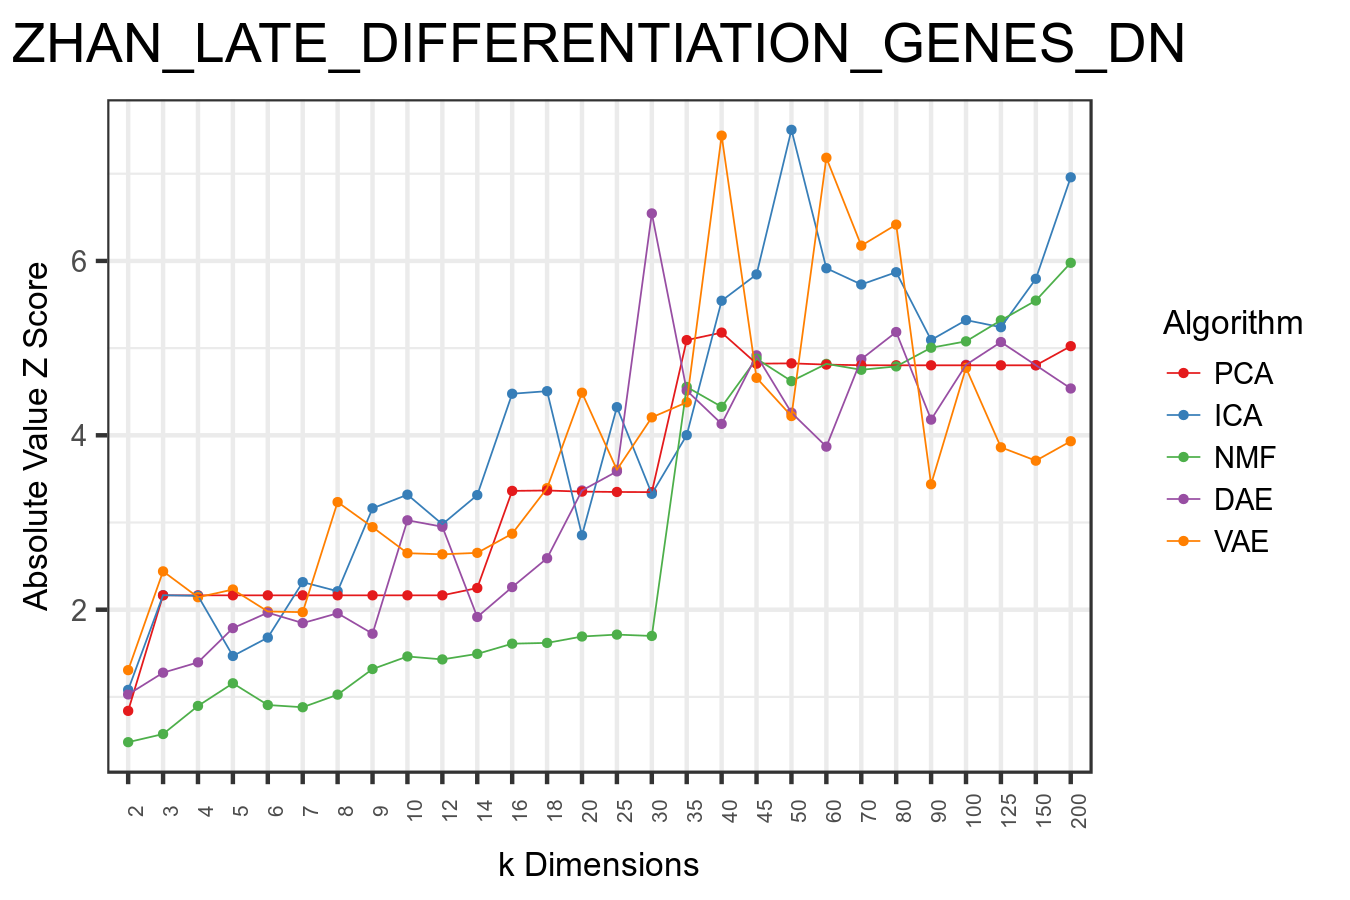 ZHAN_LATE_DIFFERENTIATION_GENES_DN
Absolute Value Z Score
6
4
2
2 3 4 5 6 7 8 9 10 12 14 16 18 20 25 30 35 40 45 50 60 70 80 90 100 125 150 200
k Dimensions
Algorithm
PCA
ICA
NMF
DAE
VAE